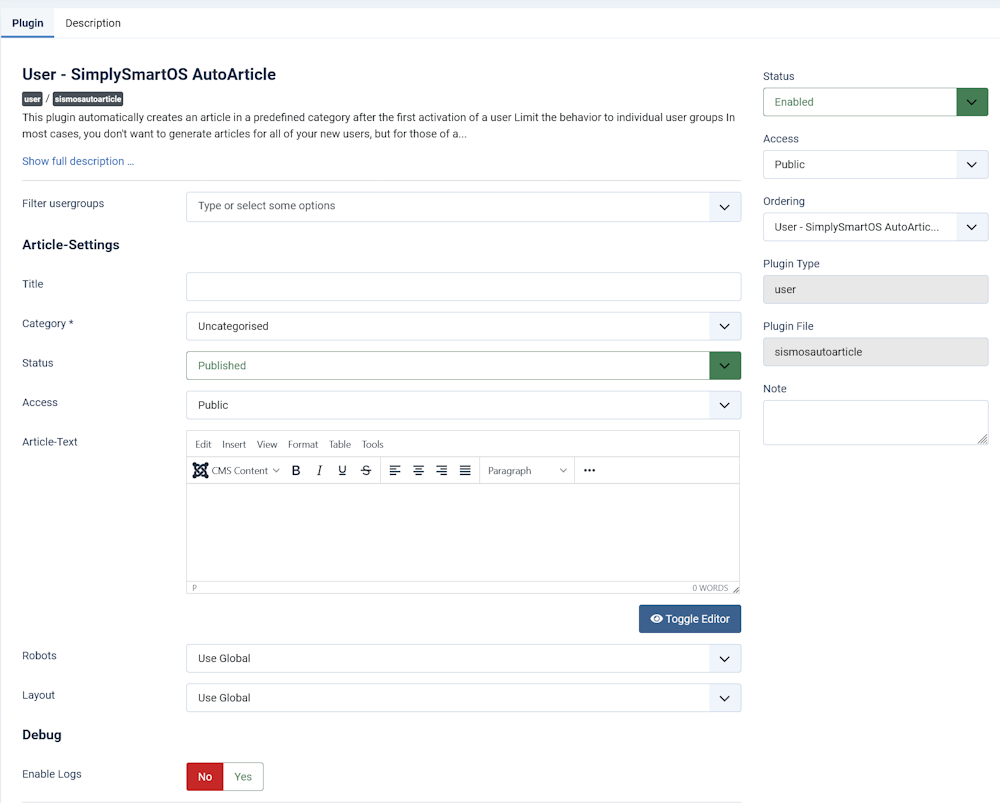 Plugin Description
User - SimplySmartOS AutoArticle
user / sismosautoarticle
This plugin automatically creates an article in a predefined category after the first activation of a user Limit the behavior to individual user groups In
most cases, you don't want to generate articles for all of your new users, but for those of a...
Show full description ...
Filter usergroups Type or select some options
Article-Settings
Title
Category * Uncategorised
Status Published
Access Public
Article-Text Edit Insert View Format Table Tools
CMS Content B I U S Paragraph ...
P 0 WORDS
Toggle Editor
Robots Use Global
Layout Use Global
Debug
Enable Logs No Yes
Status
Enabled
Access
Public
Ordering
User - SimplySmartOS AutoArtic...
Plugin Type
user
Plugin File
sismosautoarticle
Note